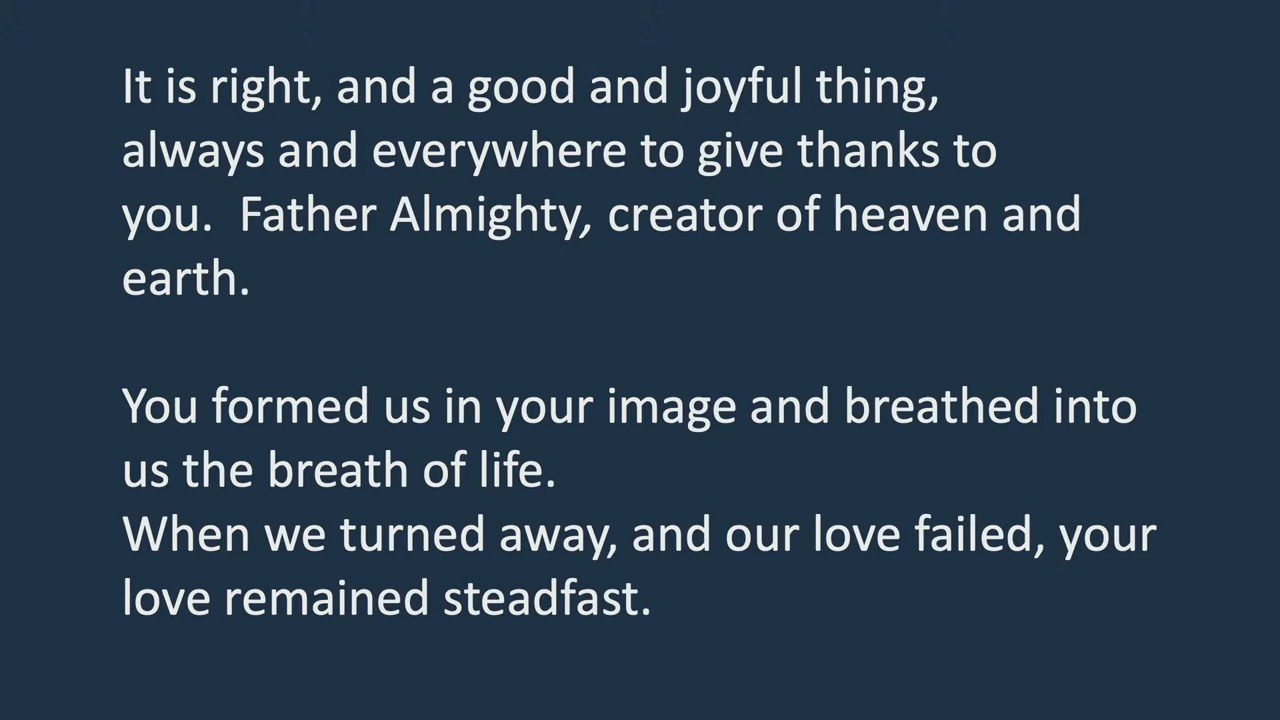 It is right, and a good and joyful thing,
always and everywhere to give thanks to
you.  Father Almighty, creator of heaven and
earth.
You formed us in your image and breathed into
us the breath of life.
When we turned away, and our love failed, your
love remained steadfast.